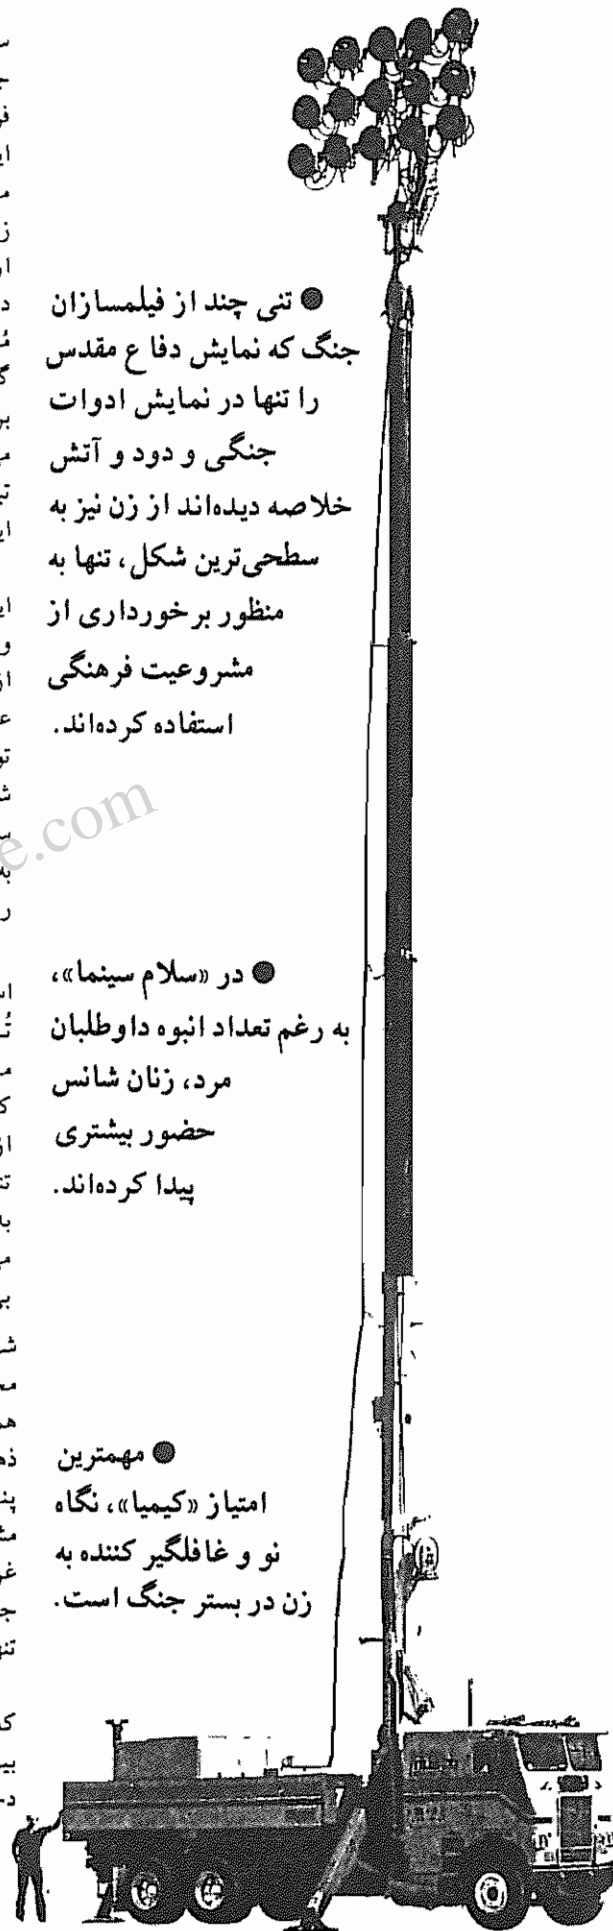 ● تنی چند از فیلمسازان
جنگ که نمایش دفاع مقدس
را تنها در نمایش ادوات
جنگی و دود و آتش
خلاصه دیده‌اند از زن نیز به
سطحی‌ترین شکل، تنها به
منظور برخورداری از
مشروعیت فرهنگی
استفاده کرده‌اند.
e.com
● در «سلام سینما»،
به رغم تعداد انبوه داوطلبان
مرد، زنان شانس
حضور بیشتری
پیدا کرده‌اند.
● مهمترین
امتیاز «کیمیا»، نگاه
نو و غافلگیر کننده به
زن در بستر جنگ است.